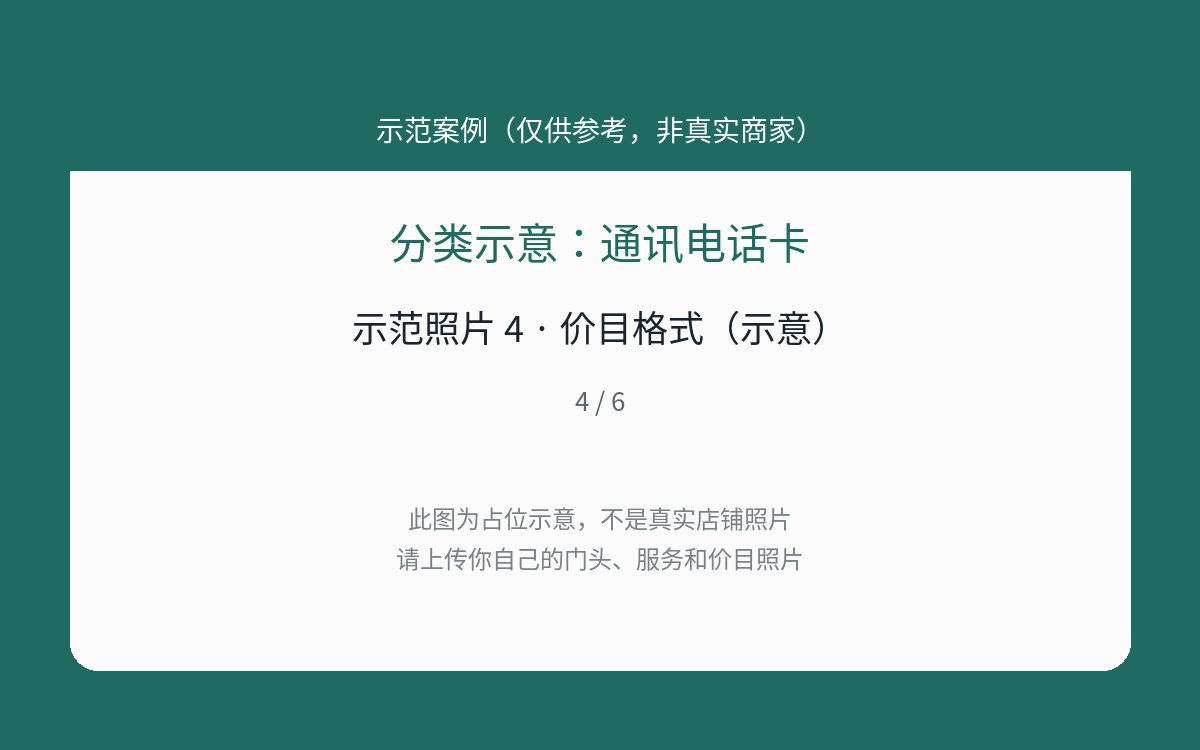 示范案例（仅供参考，非真实商家）
分类示意：通讯电话卡
示范照片 4 · 价目格式（示意）
4 / 6
此图为占位示意，不是真实店铺照片
请上传你自己的门头、服务和价目照片